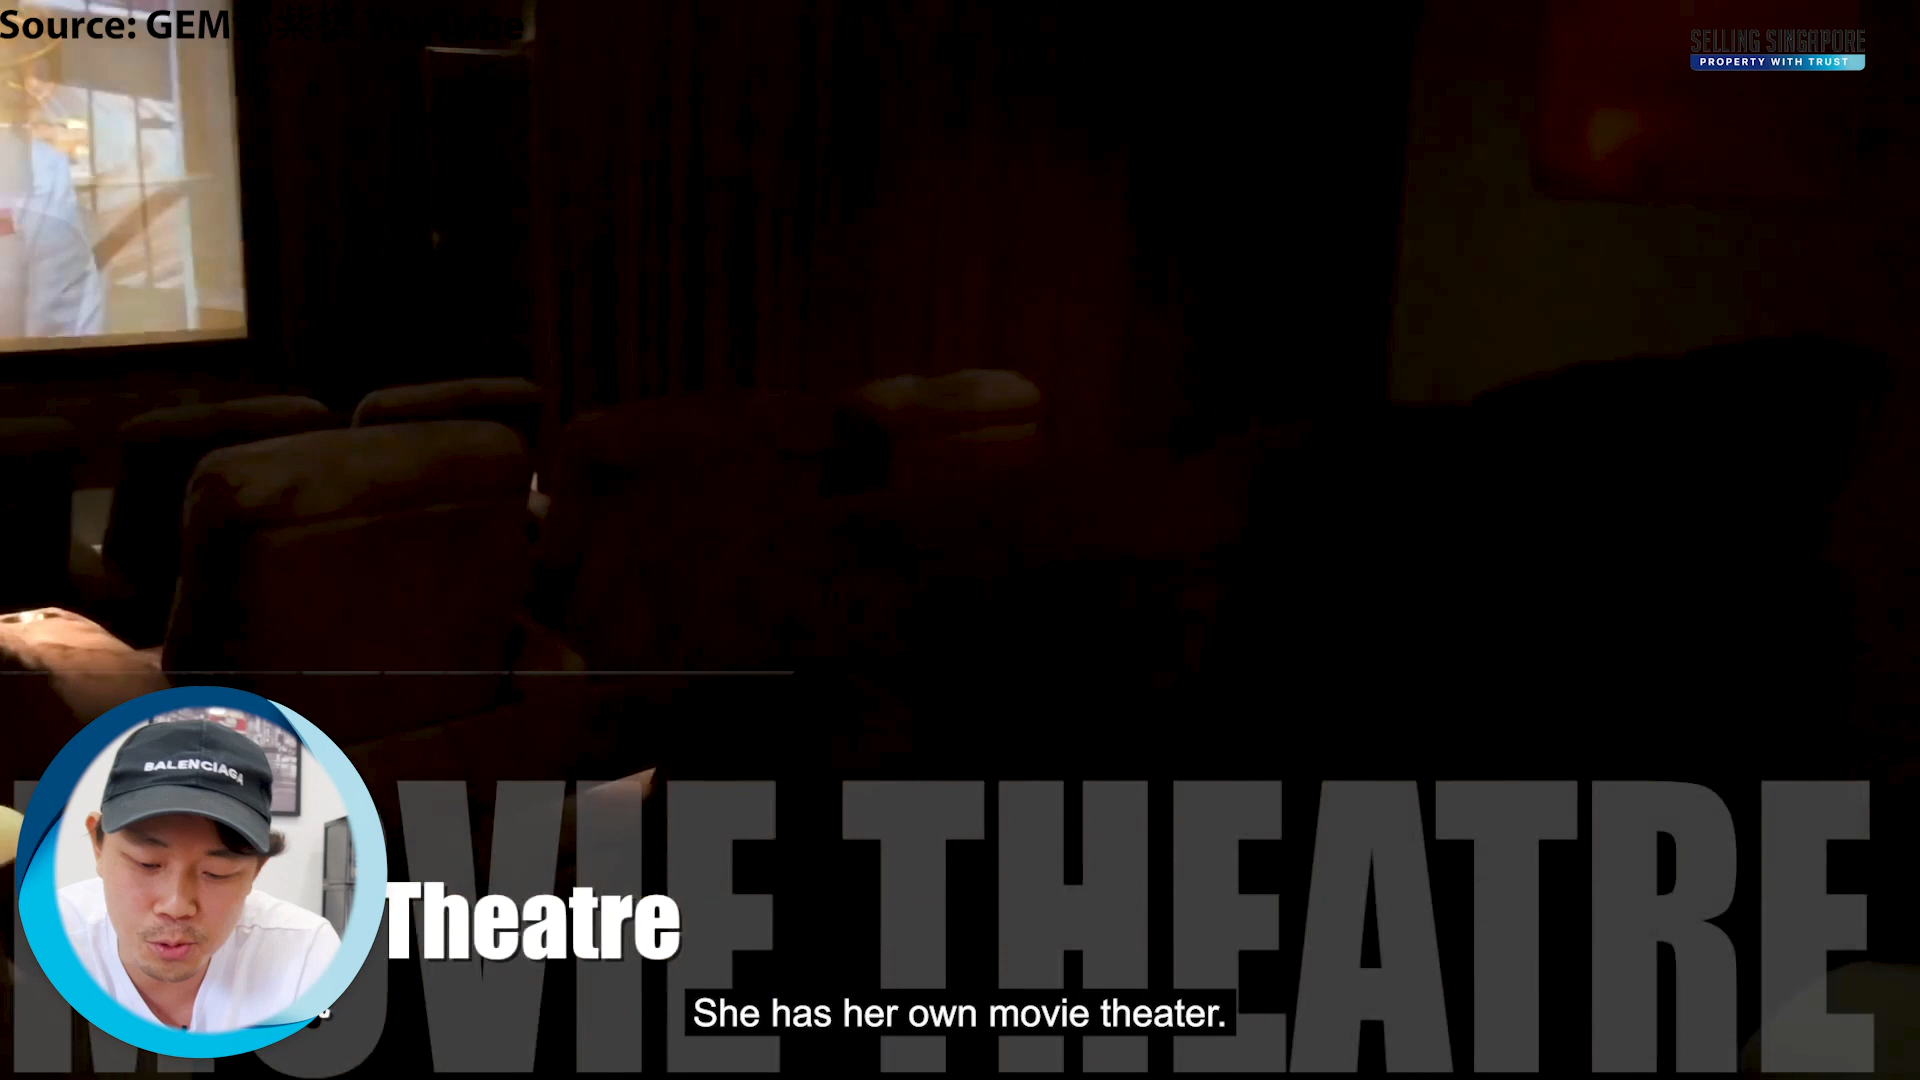 Source: GEM
SELLING SINGAPORE
PROPERTY WITH TRUST
BALENCIAGA
MOVIE THEATRE
Theatre
She has her own movie theater.